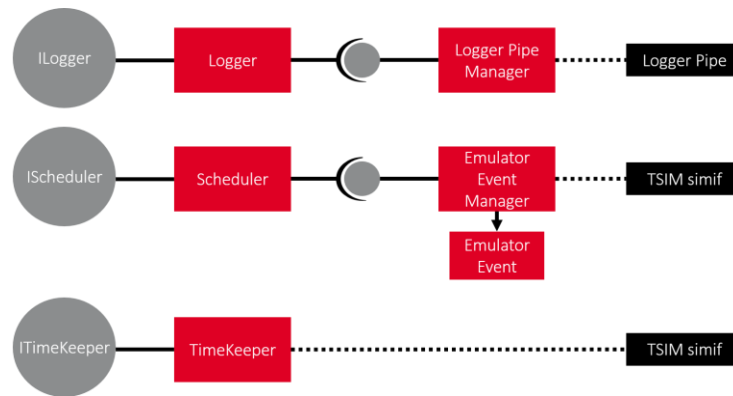 ILogger
Logger
Logger Pipe
Manager
Logger Pipe
IScheduler
Scheduler
Emulator
Event
Manager
TSIM simif
Emulator
Event
ITimeKeeper
TimeKeeper
TSIM simif